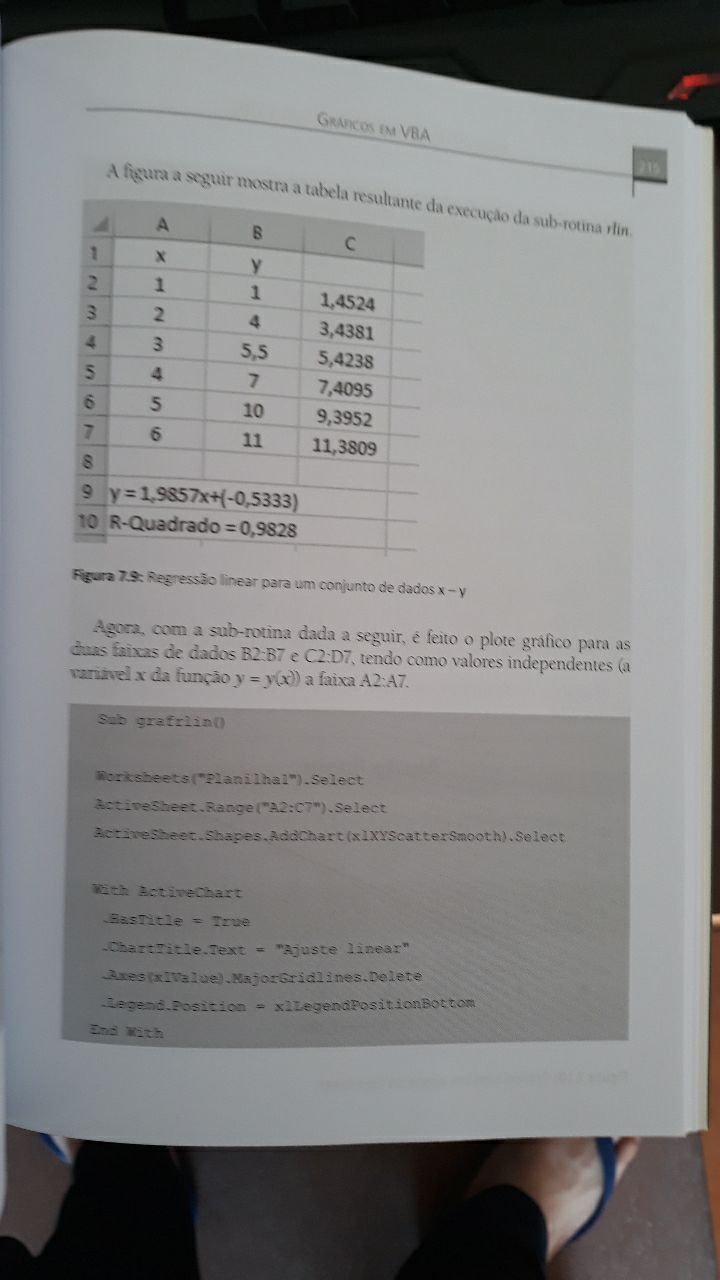 GRÁFICOS EM VBA
215
A figura a seguir mostra a tabela resultante da execução da sub-rotina rlin.
A B C
1 x y
2 1 1 1,4524
3 2 4 3,4381
4 3 5,5 5,4238
5 4 7 7,4095
6 5 10 9,3952
7 6 11 11,3809
8
9 y = 1,9857x+(-0,5333)
10 R-Quadrado = 0,9828
Figura 7.9: Regressão linear para um conjunto de dados x – y
Agora, com a sub-rotina dada a seguir, é feito o plote gráfico para as
duas faixas de dados B2:B7 e C2:D7, tendo como valores independentes (a
variável x da função y = y(x)) a faixa A2:A7.
Sub grafrlin()
Worksheets("Planilha1").Select
ActiveSheet.Range("A2:C7").Select
ActiveSheet.Shapes.AddChart(xlXYScatterSmooth).Select
With ActiveChart
.HasTitle = True
.ChartTitle.Text = "Ajuste linear"
.Axes(xlValue).MajorGridlines.Delete
.Legend.Position = xlLegendPositionBottom
End With